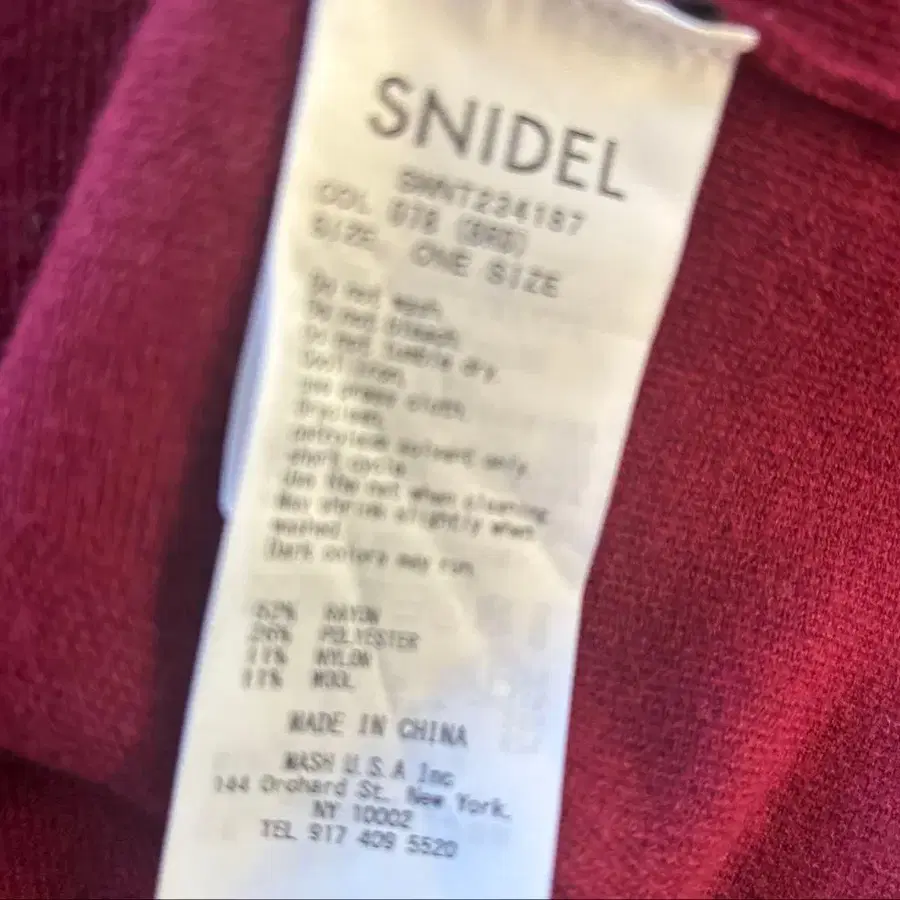 SNIDEL
SWNT234187
COL 078 (BRD)
SIZE ONE SIZE
Do not wash.
Do not bleach.
Do not tumble dry.
Cool iron.
Use press cloth.
Dryclean,
petroleum solvent only
short cycle.
Use the net when cleaning
May shrink slightly when
washed.
Dark colors may run.
52% RAYON
26% POLYESTER
11% NYLON
11% WOOL
MADE IN CHINA
MASH U.S.A Inc
144 Orchard St. New York,
NY 10002
TEL 917 409 5520